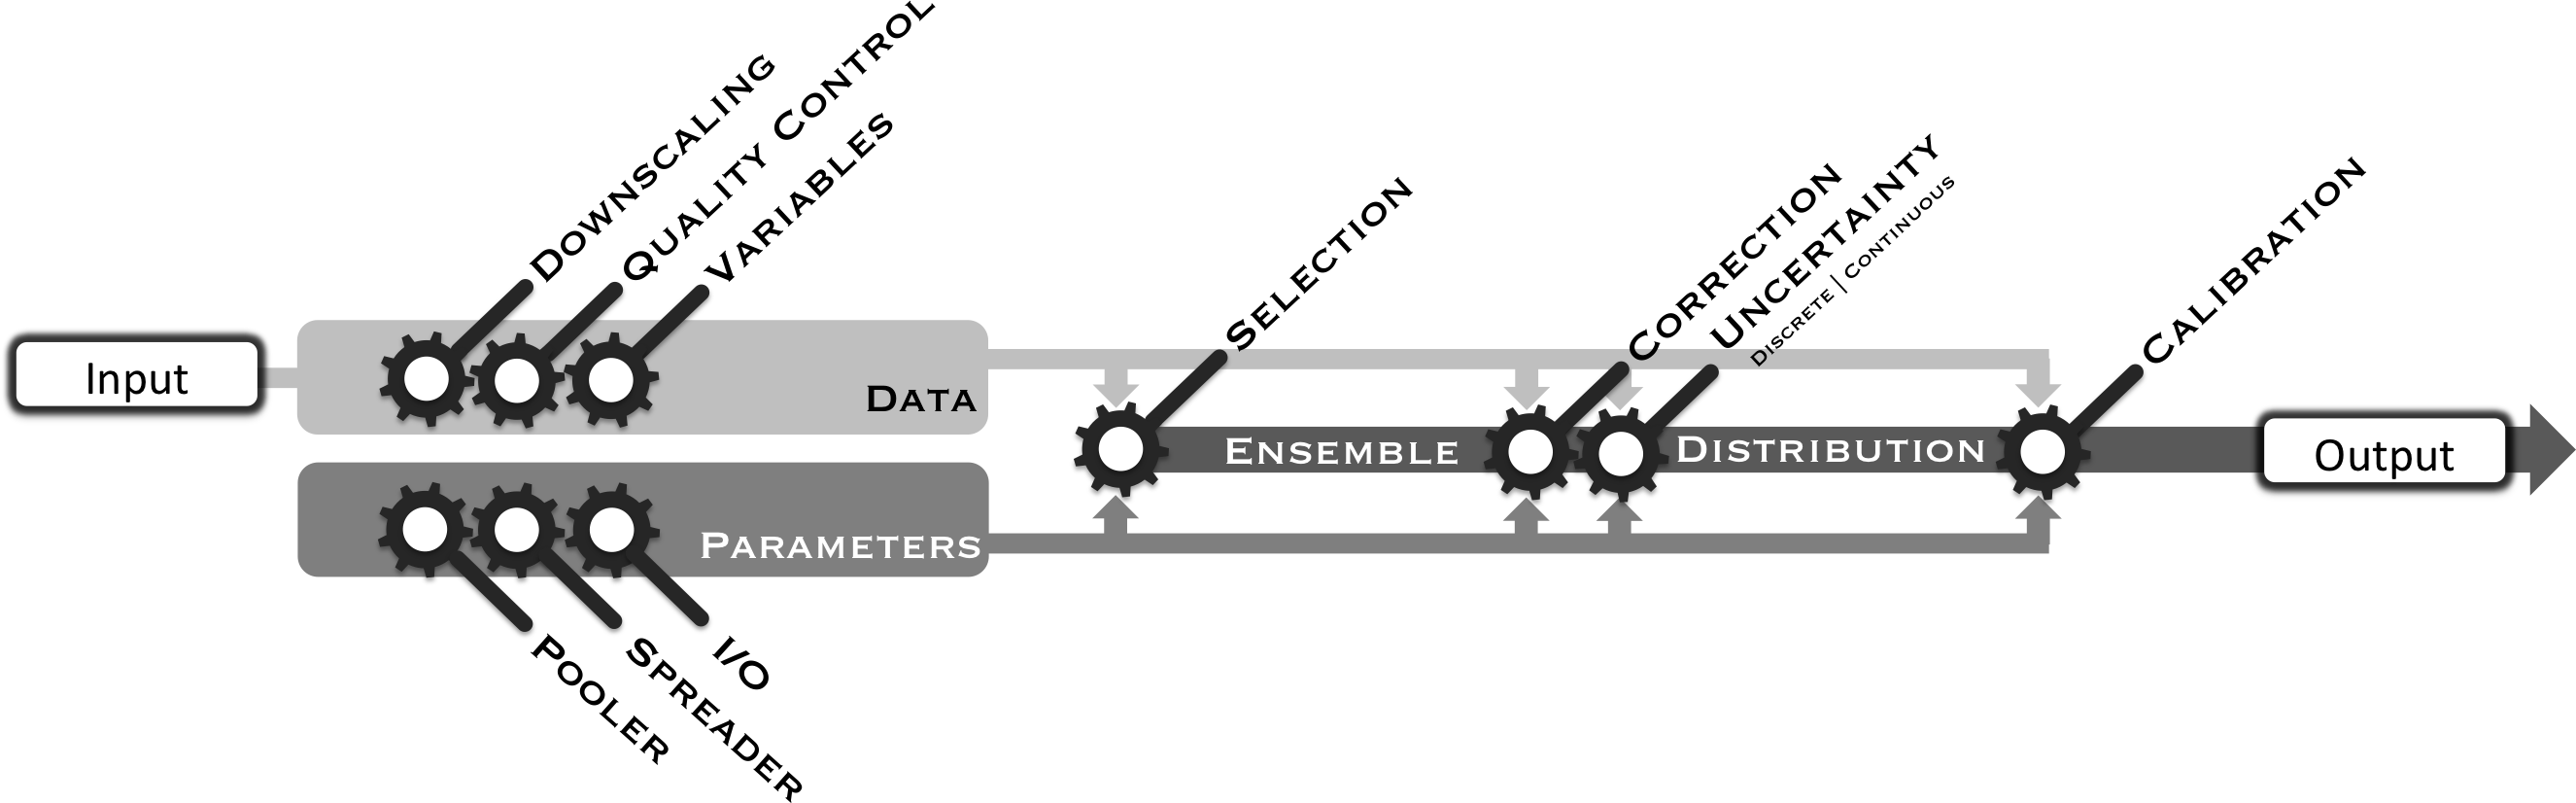 Input
DOWNSCALING
QUALITY CONTROL
VARIABLES
DATA
PARAMETERS
POOLER
SPREADER
I/O
SELECTION
ENSEMBLE
CORRECTION
UNCERTAINTY
DISCRETE | CONTINUOUS
DISTRIBUTION
CALIBRATION
Output